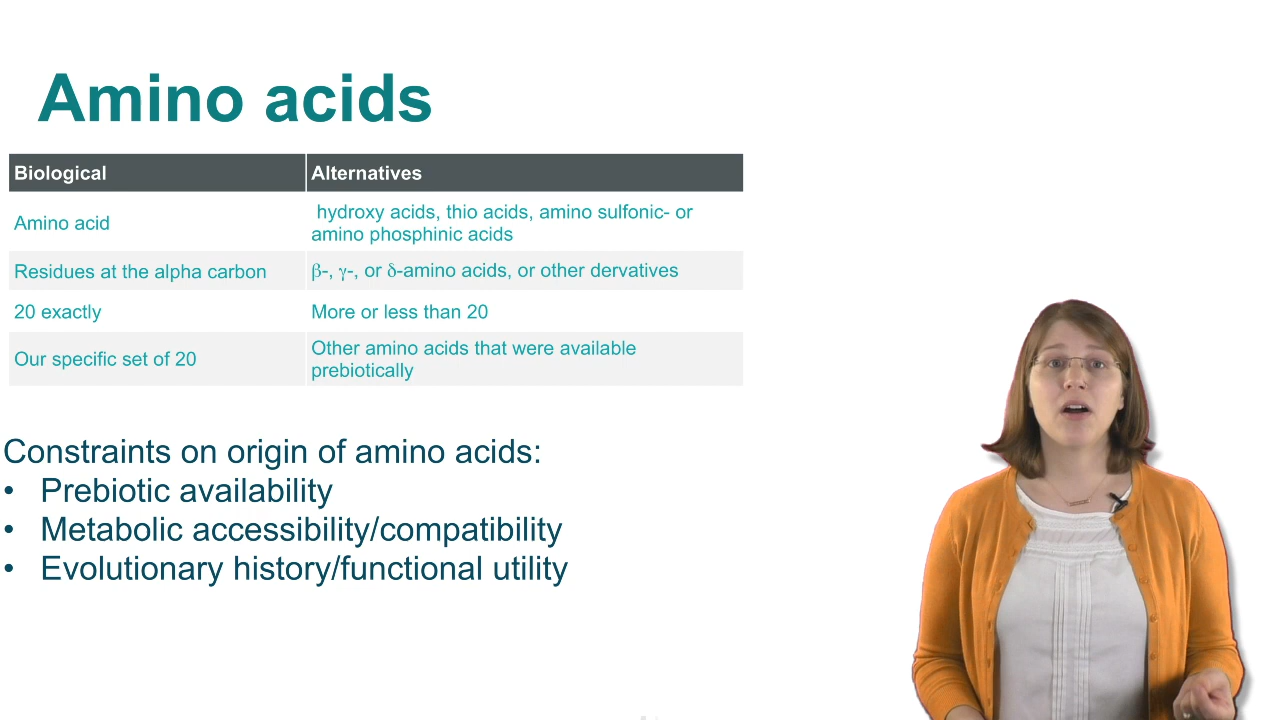 Amino acids
Biological
Alternatives
Amino acid
hydroxy acids, thio acids, amino sulfonic- or
amino phosphinic acids
Residues at the alpha carbon
β-, γ-, or δ-amino acids, or other dervatives
20 exactly
More or less than 20
Our specific set of 20
Other amino acids that were available
prebiotically
Constraints on origin of amino acids:
• Prebiotic availability
• Metabolic accessibility/compatibility
• Evolutionary history/functional utility